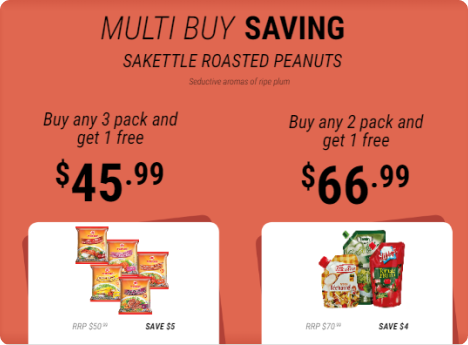 MULTI BUY SAVING
SAKETTLE ROASTED PEANUTS
Seductive aromas of ripe plum
Buy any 3 pack and
get 1 free
$45.99
Buy any 2 pack and
get 1 free
$66.99
RRP $50.99 SAVE $5
RRP $70.99 SAVE $4